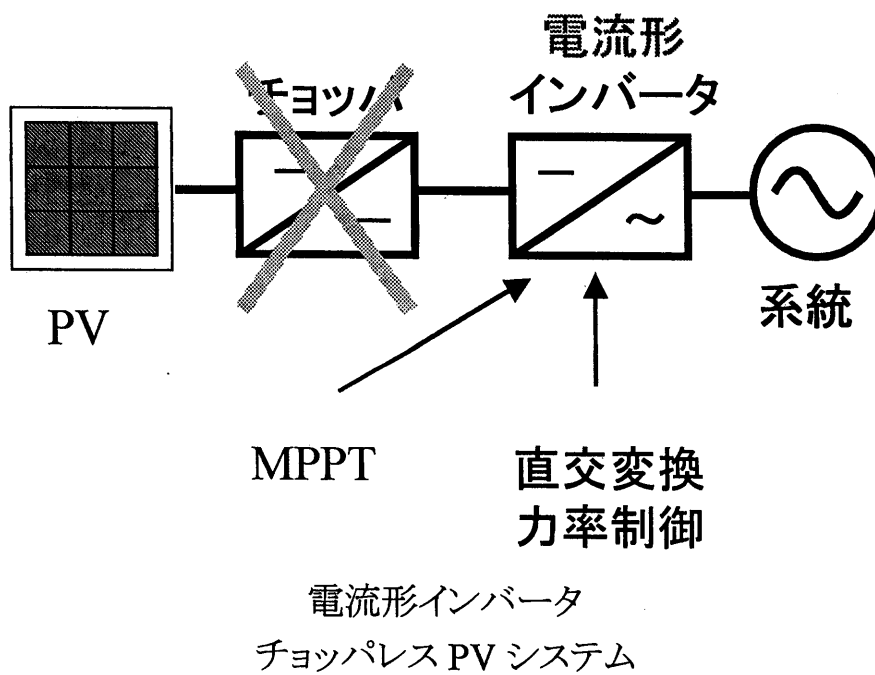 電流形
インバータ
チョッパ
PV
系統
MPPT
直交変換
力率制御
電流形インバータ
チョッパレス PV システム